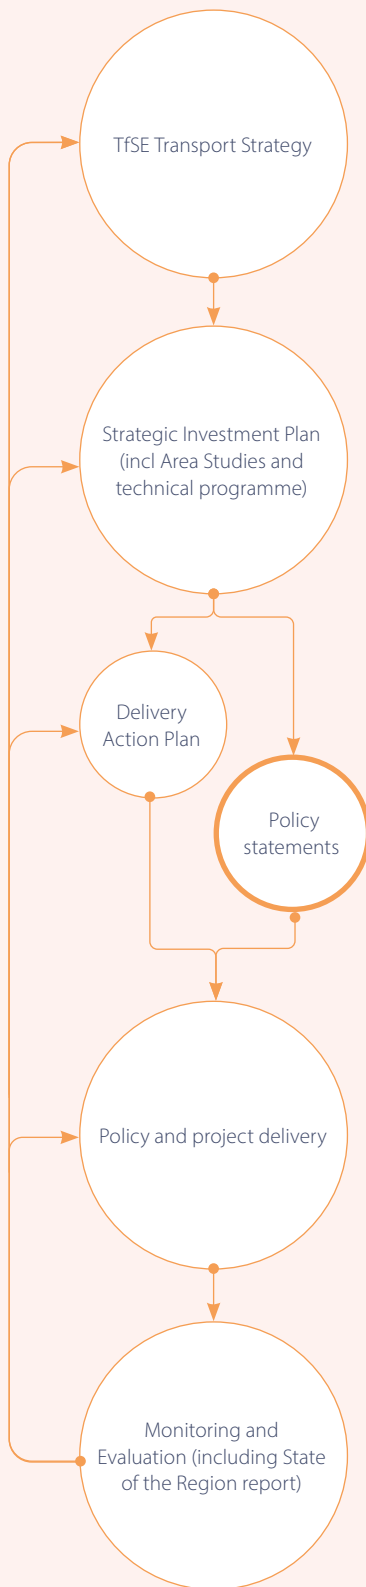 TfSE Transport Strategy
Strategic Investment Plan
(incl Area Studies and
technical programme)
Delivery
Action Plan
Policy
statements
Policy and project delivery
Monitoring and
Evaluation (including State
of the Region report)